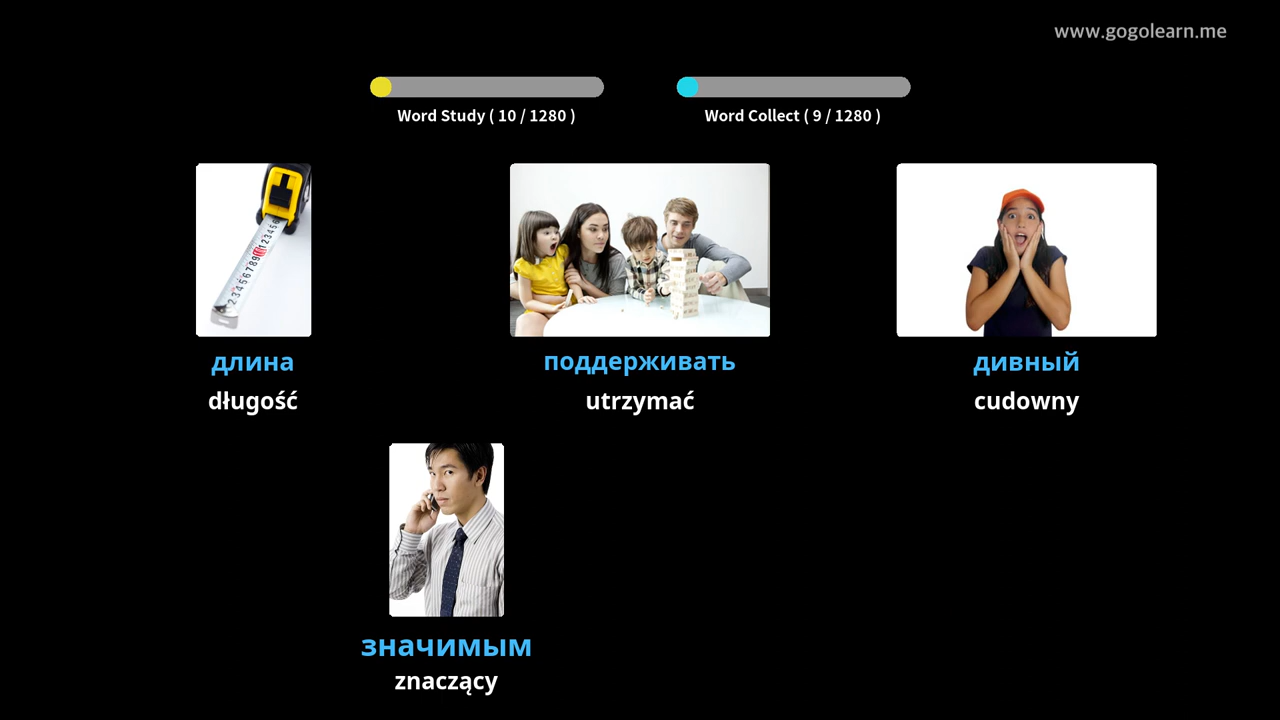 www.gogolearn.me
Word Study ( 10 / 1280 )
Word Collect ( 9 / 1280 )
длина
поддерживать
дивный
długość
utrzymać
cudowny
значимым
znaczący